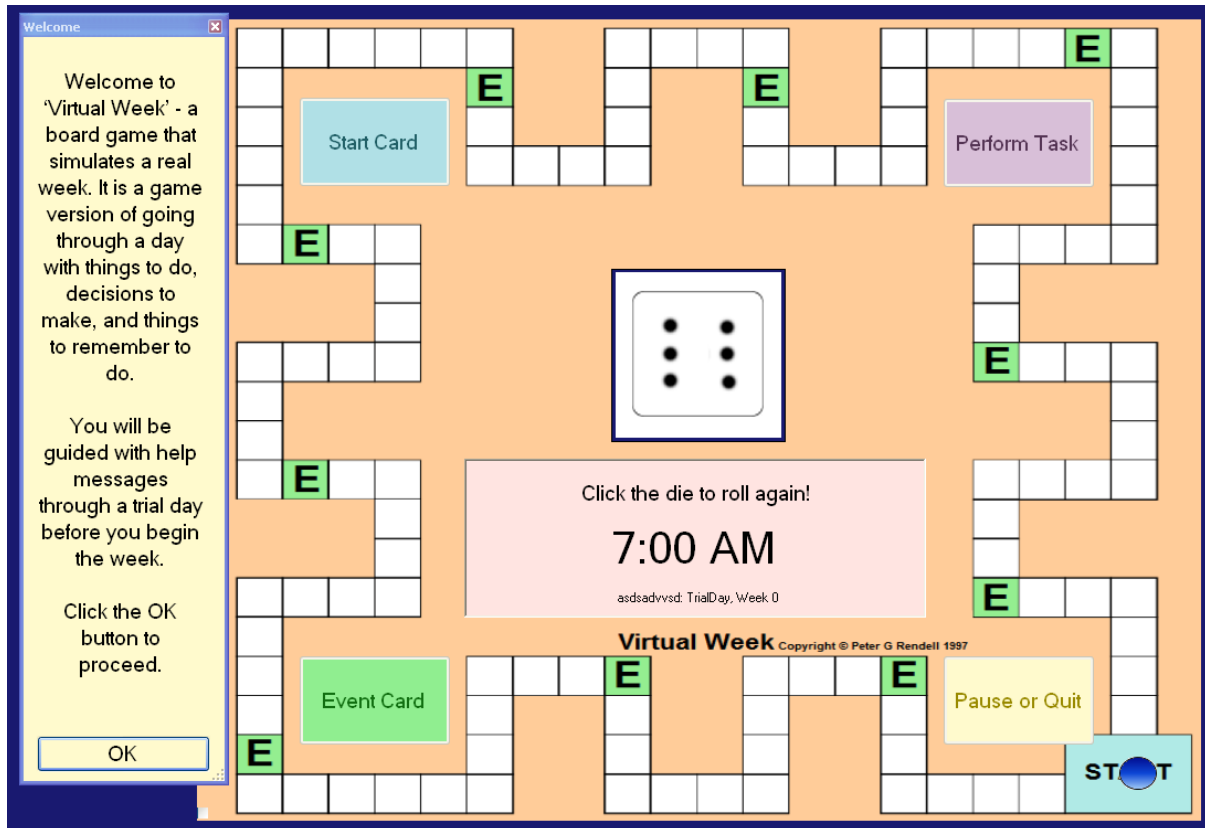 Welcome
Welcome to
‘Virtual Week’ - a
board game that
simulates a real
week. It is a game
version of going
through a day
with things to do,
decisions to
make, and things
to remember to
do.
You will be
guided with help
messages
through a trial day
before you begin
the week.
Click the OK
button to
proceed.
OK
E
E
E
Start Card
Perform Task
E
E
E
Click the die to roll again!
7:00 AM
asdsadvvsd: TrialDay, Week 0
E
Virtual Week Copyright © Peter G Rendell 1997
E
E
Event Card
Pause or Quit
E
START